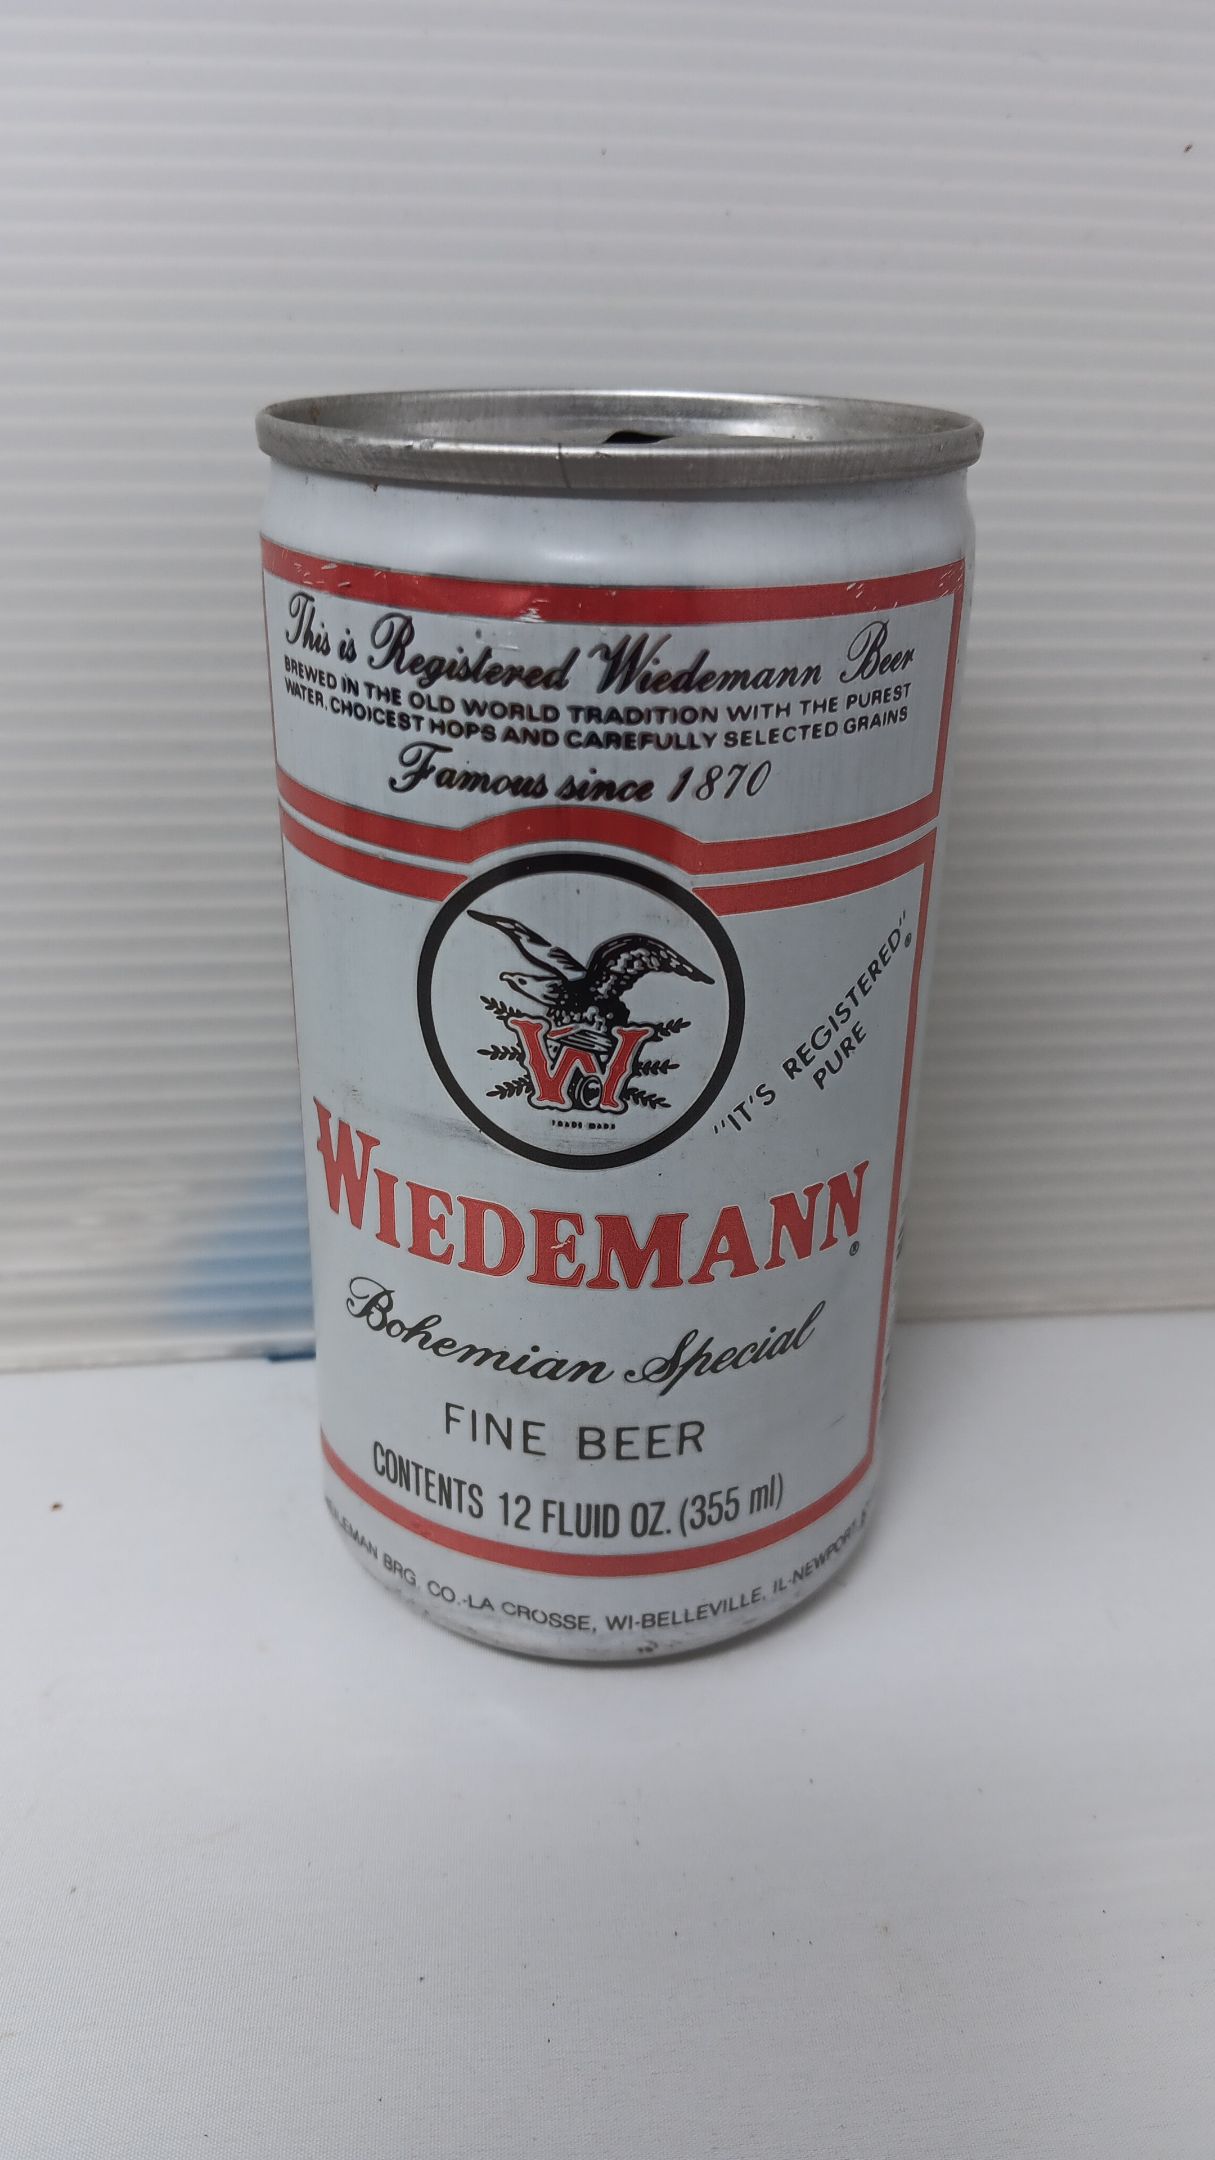 This is Registered Wiedemann Beer
BREWED IN THE OLD WORLD TRADITION WITH THE PUREST
WATER, CHOICEST HOPS AND CAREFULLY SELECTED GRAINS
Famous since 1870
W
"IT'S REGISTERED"®
PURE
WIEDEMANN®
Bohemian Special
FINE BEER
CONTENTS 12 FLUID OZ. (355 ml)
BRG. CO.-LA CROSSE, WI-BELLEVILLE, IL-NEWPORT